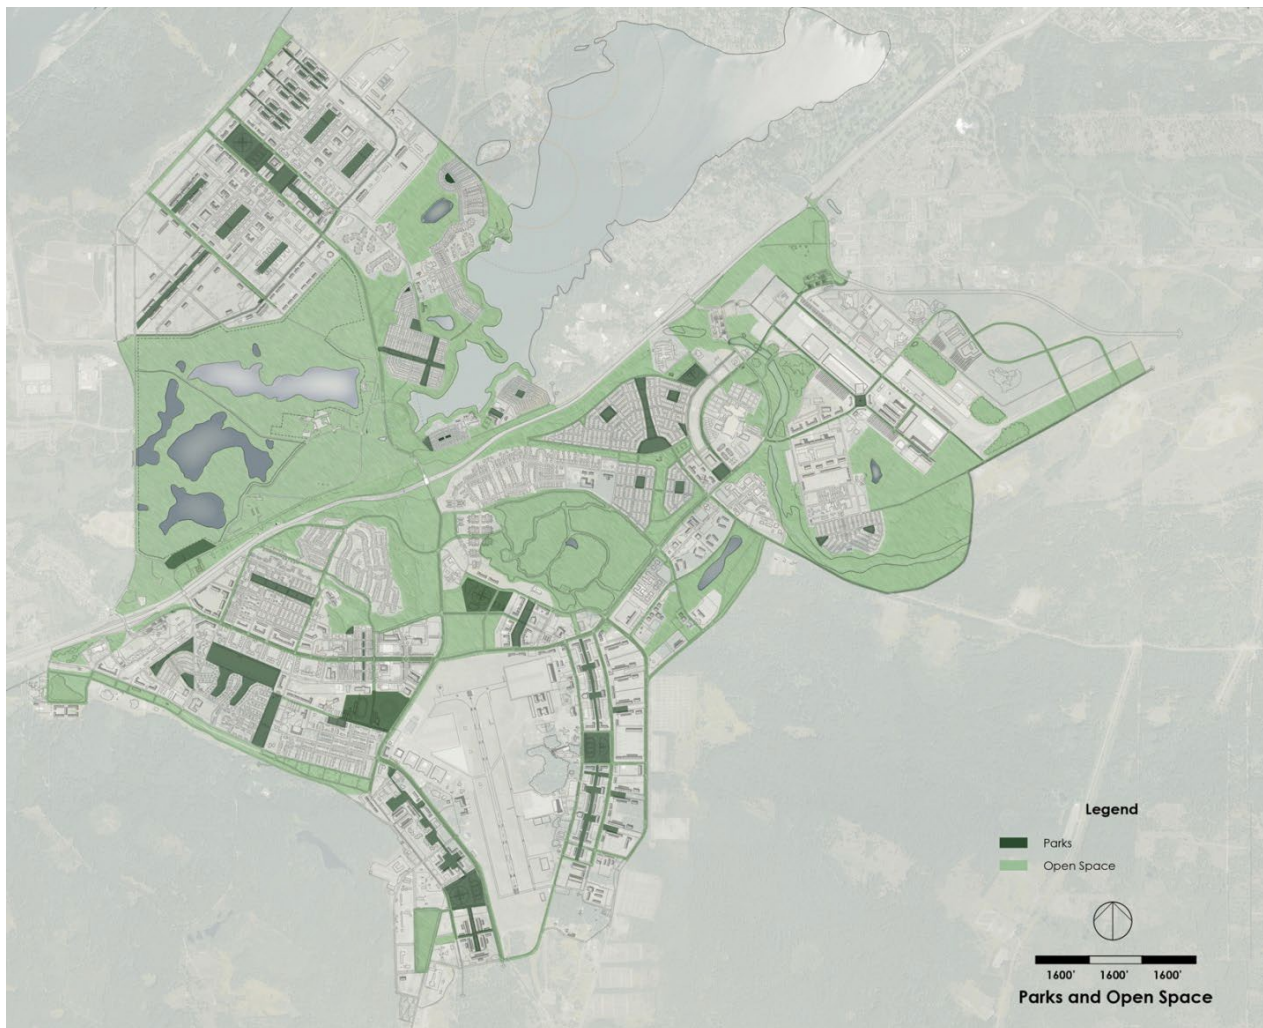 Legend
Parks
Open Space
1600' 1600' 1600'
Parks and Open Space